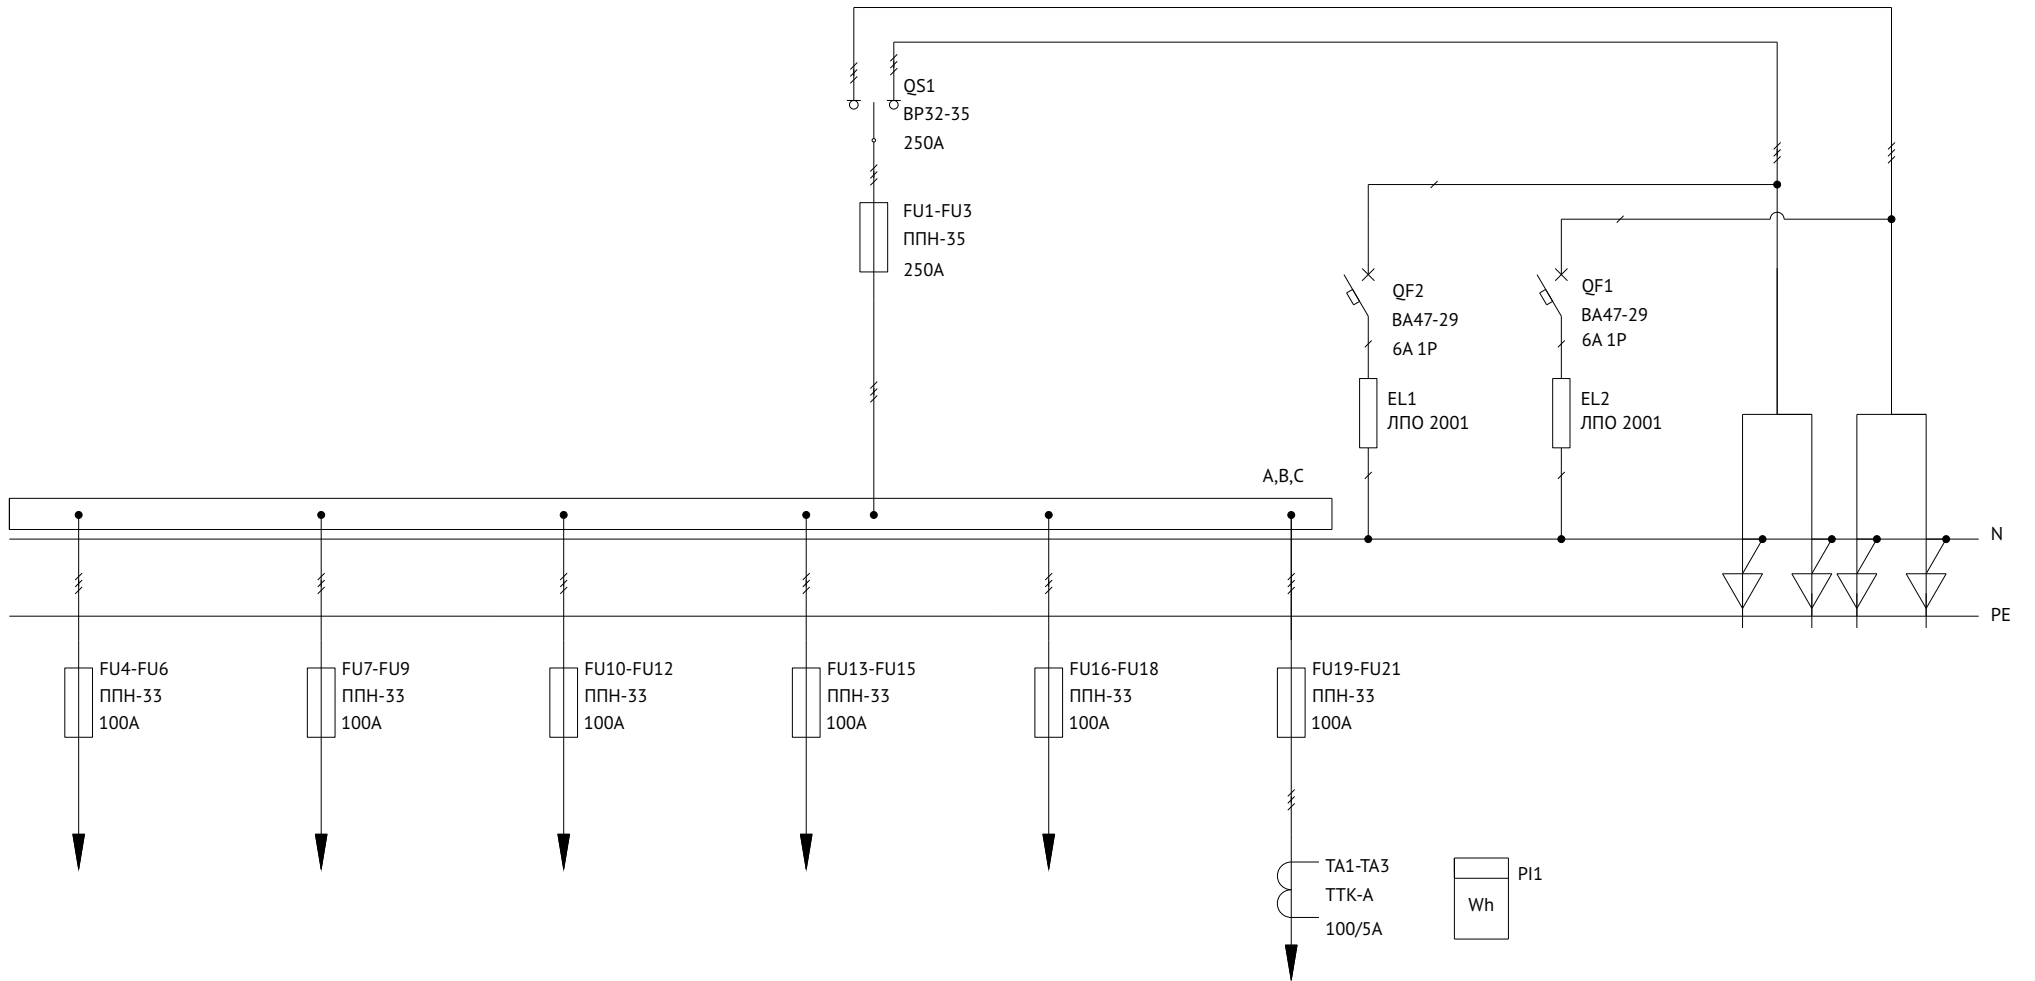 QS1
ВР32-35
250А
FU1-FU3
ППН-35
250А
QF2
ВА47-29
6А 1Р
QF1
ВА47-29
6А 1Р
EL1
ЛПО 2001
EL2
ЛПО 2001
A,B,C
N
PE
FU4-FU6
ППН-33
100А
FU7-FU9
ППН-33
100А
FU10-FU12
ППН-33
100А
FU13-FU15
ППН-33
100А
FU16-FU18
ППН-33
100А
FU19-FU21
ППН-33
100А
TA1-TA3
ТТК-А
100/5А
PI1
Wh